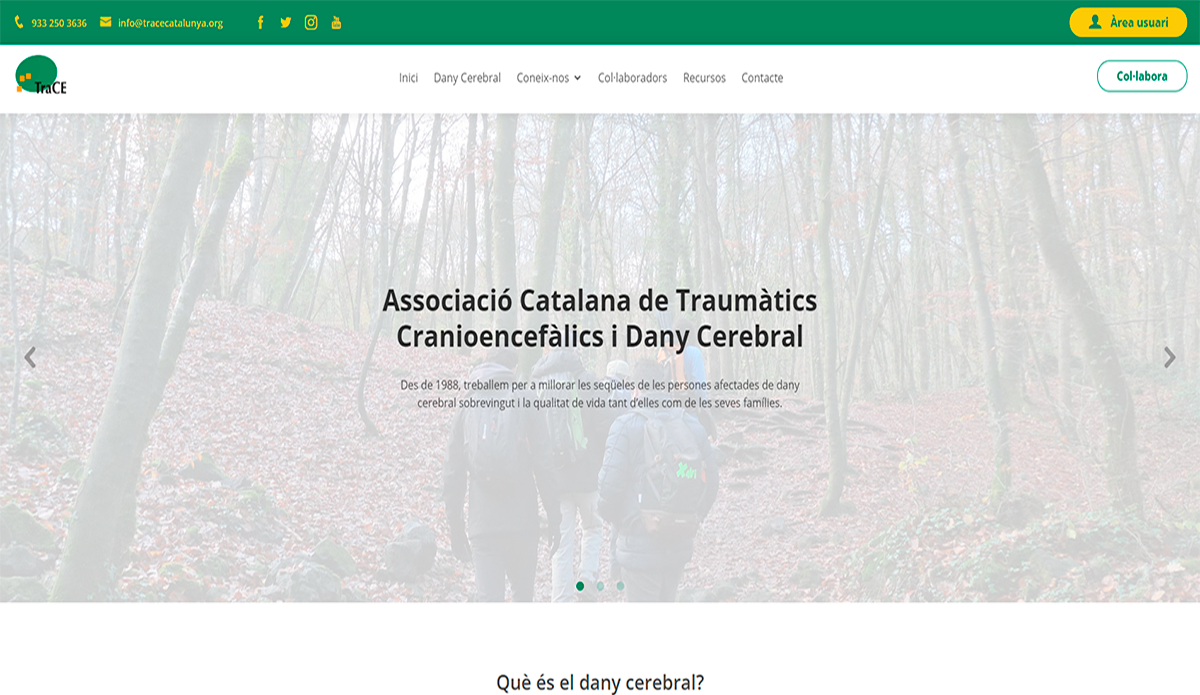 933 250 3636 info@tracecatalunya.org
Àrea usuari
TraCE
Inici Dany Cerebral Coneix-nos Col·laboradors Recursos Contacte
Col·labora
Associació Catalana de Traumàtics
Cranioencefàlics i Dany Cerebral
Des de 1988, treballem per a millorar les seqüeles de les persones afectades de dany
cerebral sobrevingut i la qualitat de vida tant d'elles com de les seves famílies.
Què és el dany cerebral?